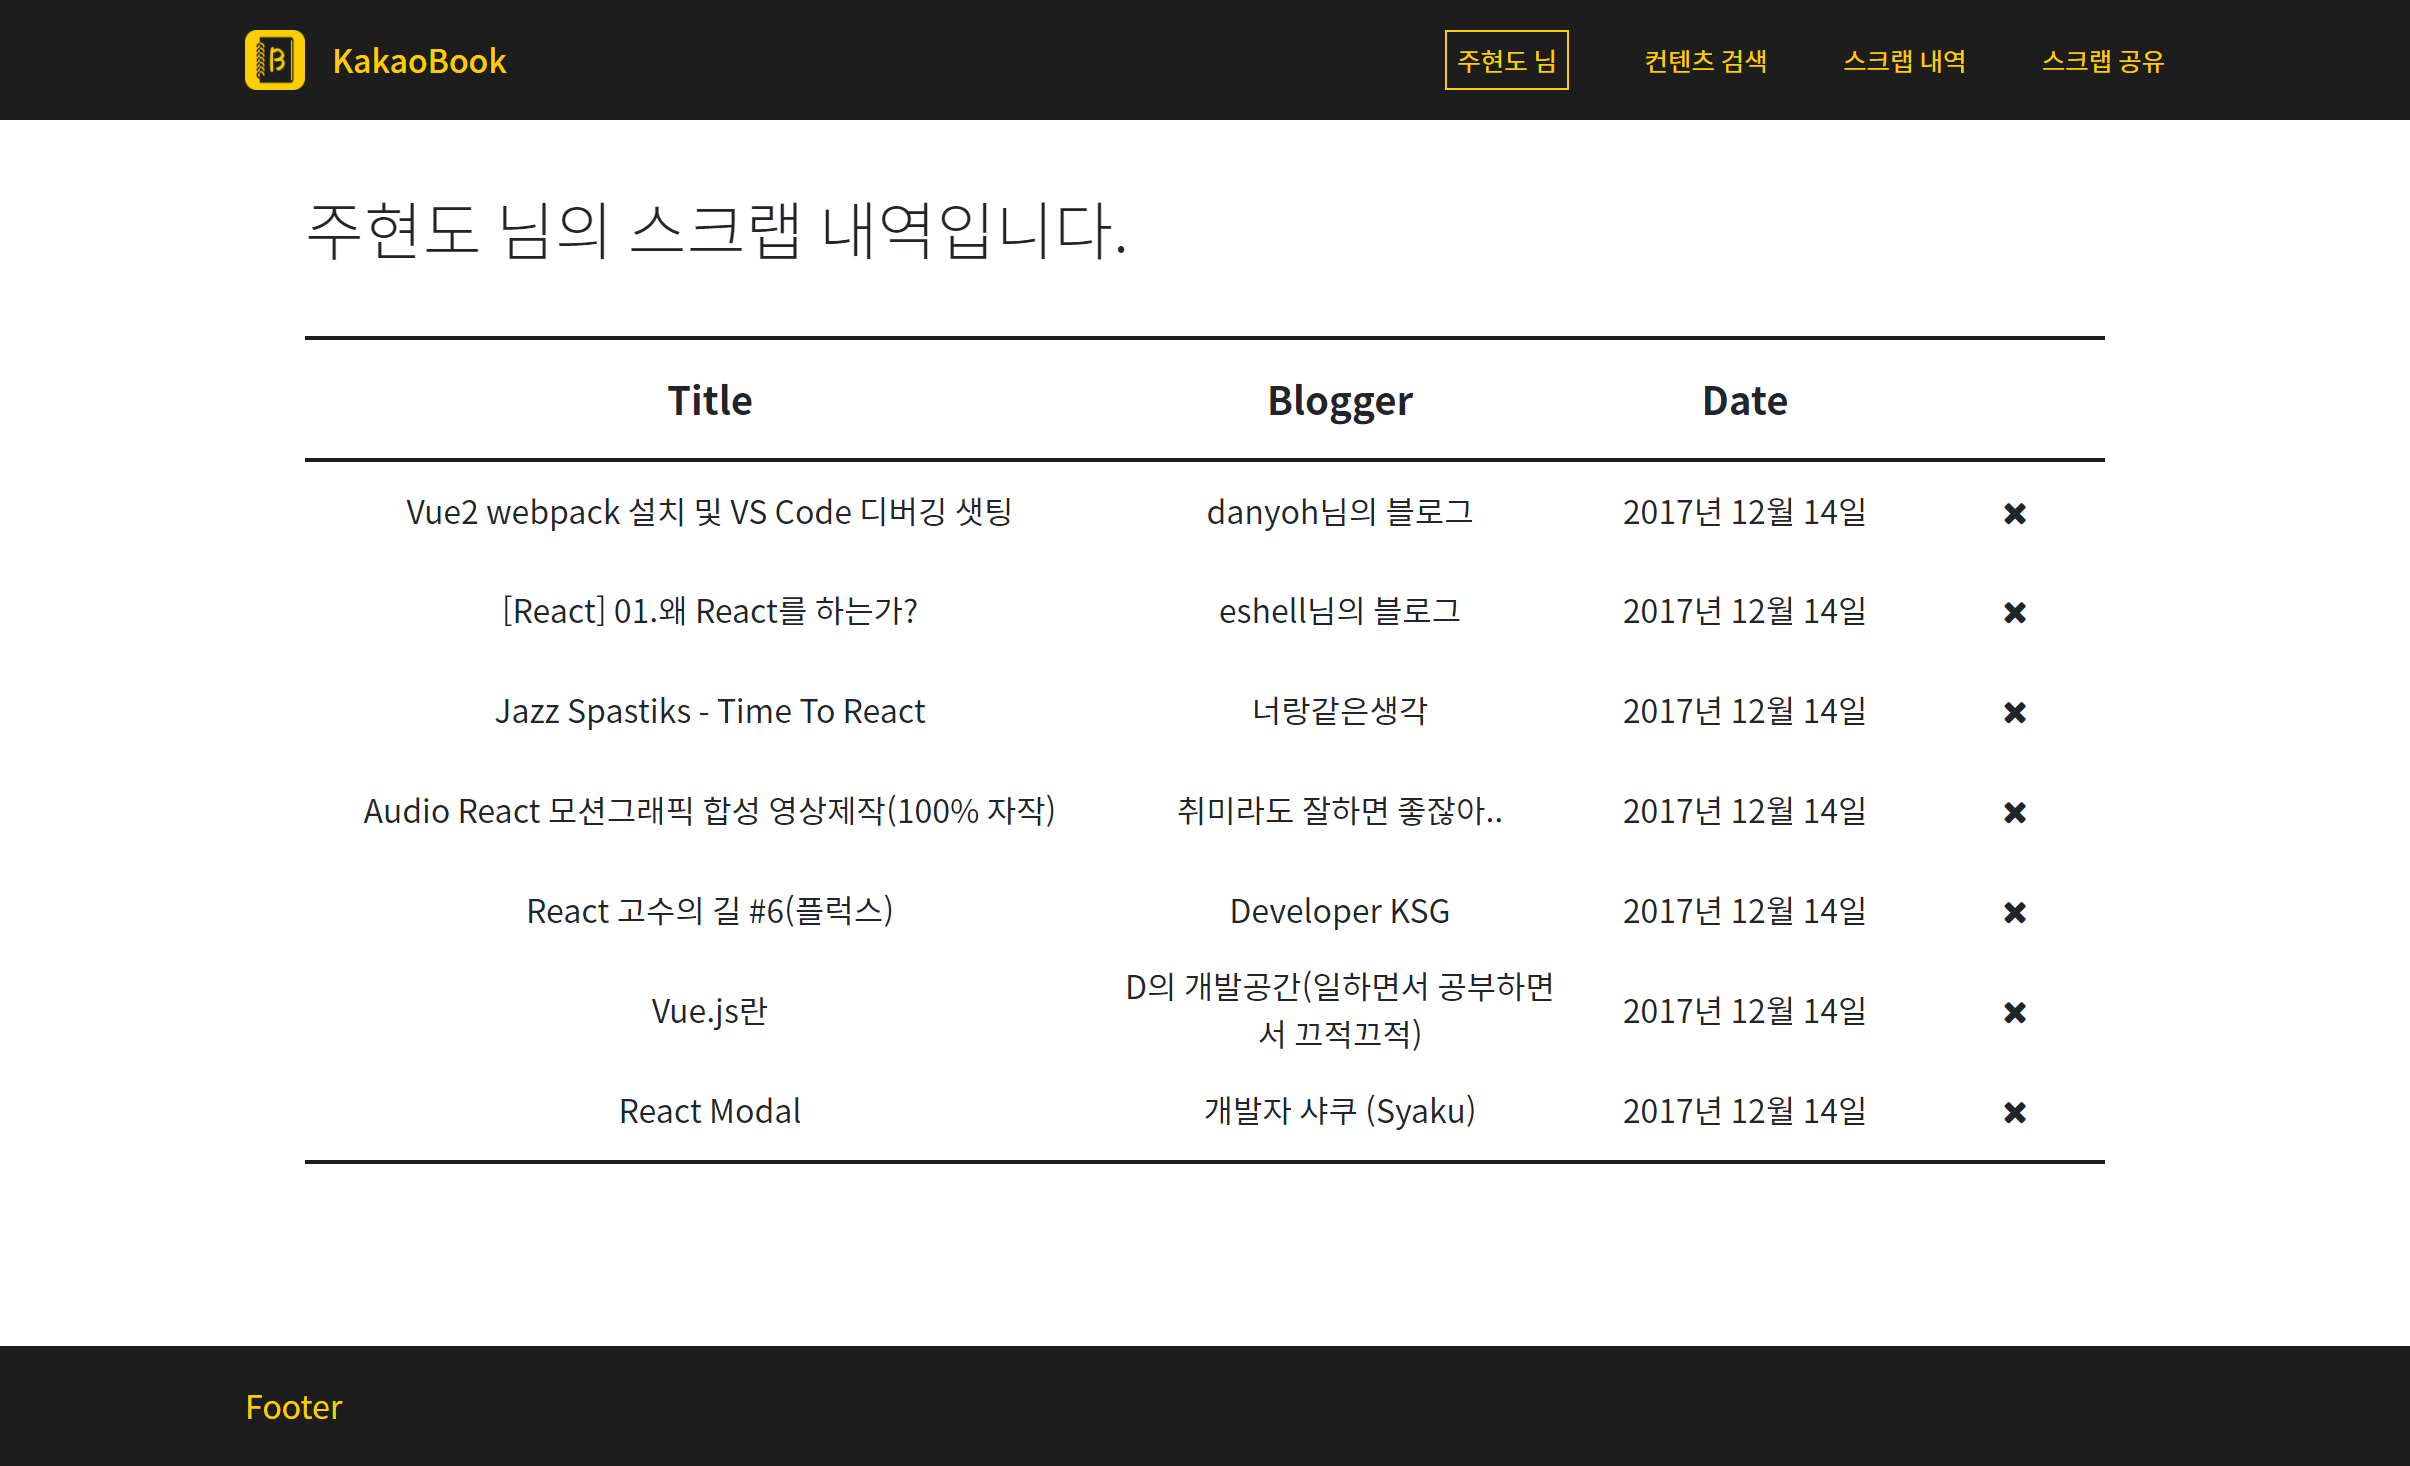 KakaoBook
주현도 님 컨텐츠 검색 스크랩 내역 스크랩 공유
주현도 님의 스크랩 내역입니다.
Title Blogger Date
Vue2 webpack 설치 및 VS Code 디버깅 샛팅 danyoh님의 블로그 2017년 12월 14일 ✖
[React] 01.왜 React를 하는가? eshell님의 블로그 2017년 12월 14일 ✖
Jazz Spastiks - Time To React 너랑같은생각 2017년 12월 14일 ✖
Audio React 모션그래픽 합성 영상제작(100% 자작) 취미라도 잘하면 좋잖아.. 2017년 12월 14일 ✖
React 고수의 길 #6(플럭스) Developer KSG 2017년 12월 14일 ✖
Vue.js란 D의 개발공간(일하면서 공부하면
서 끄적끄적) 2017년 12월 14일 ✖
React Modal 개발자 샤쿠 (Syaku) 2017년 12월 14일 ✖
Footer